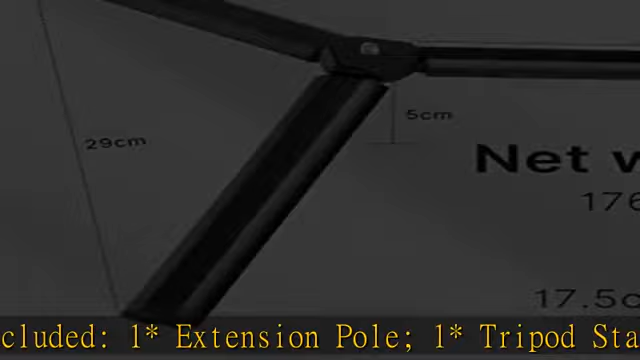 29cm
5cm
Net w
176
17.5c
cluded: 1* Extension Pole; 1* Tripod Sta